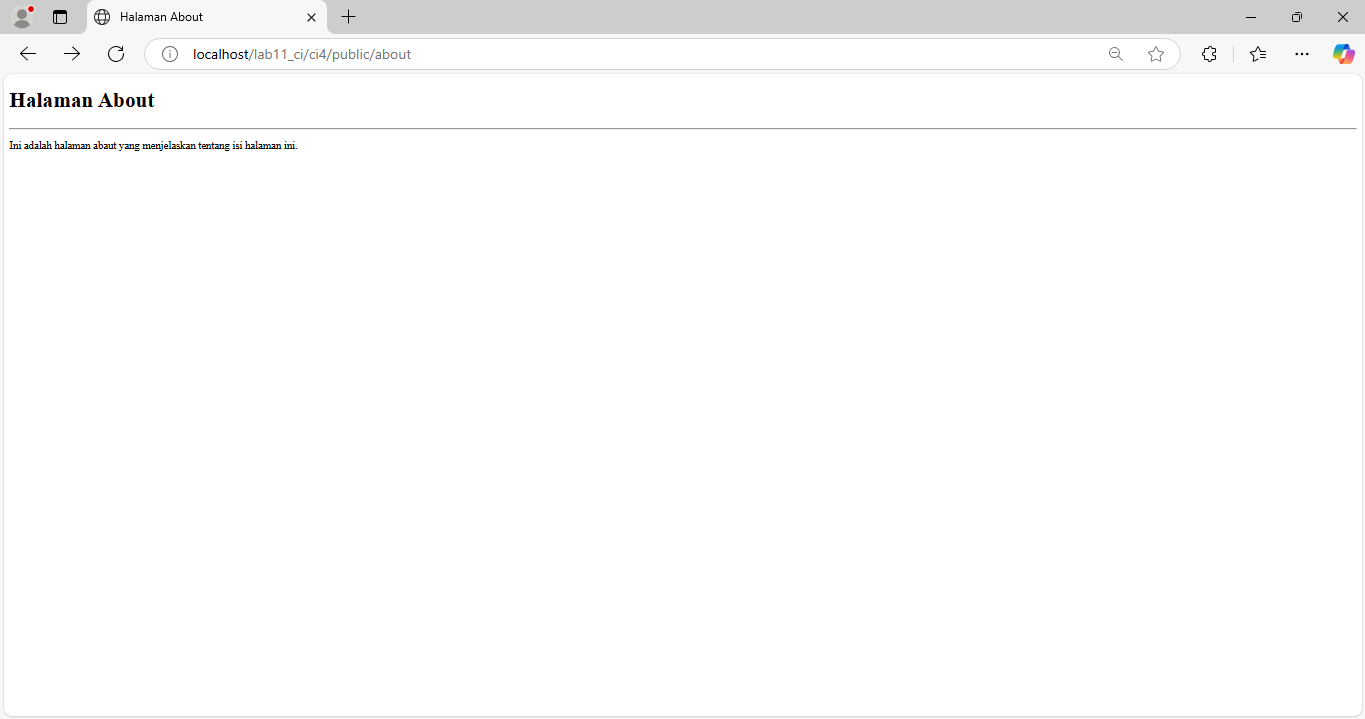 Halaman About
localhost/lab11_ci/ci4/public/about
Halaman About
Ini adalah halaman abaut yang menjelaskan tentang isi halaman ini.